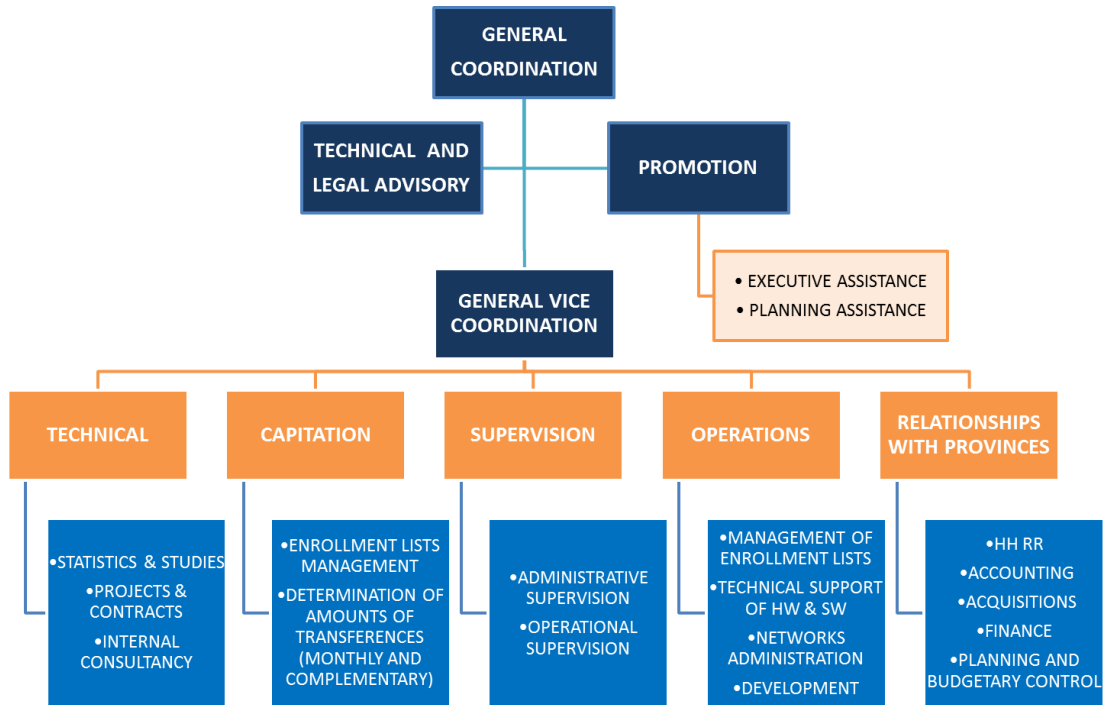 GENERAL
COORDINATION
TECHNICAL AND
LEGAL ADVISORY
PROMOTION
• EXECUTIVE ASSISTANCE
• PLANNING ASSISTANCE
GENERAL VICE
COORDINATION
TECHNICAL
CAPITATION
SUPERVISION
OPERATIONS
RELATIONSHIPS
WITH PROVINCES
•STATISTICS & STUDIES
•PROJECTS &
CONTRACTS
•INTERNAL
CONSULTANCY
•ENROLLMENT LISTS
MANAGEMENT
•DETERMINATION OF
AMOUNTS OF
TRANSFERENCES
(MONTHLY AND
COMPLEMENTARY)
•ADMINISTRATIVE
SUPERVISION
•OPERATIONAL
SUPERVISION
•MANAGEMENT OF
ENROLLMENT LISTS
•TECHNICAL SUPPORT
OF HW & SW
•NETWORKS
ADMINISTRATION
•DEVELOPMENT
•HH RR
•ACCOUNTING
•ACQUISITIONS
•FINANCE
•PLANNING AND
BUDGETARY CONTROL